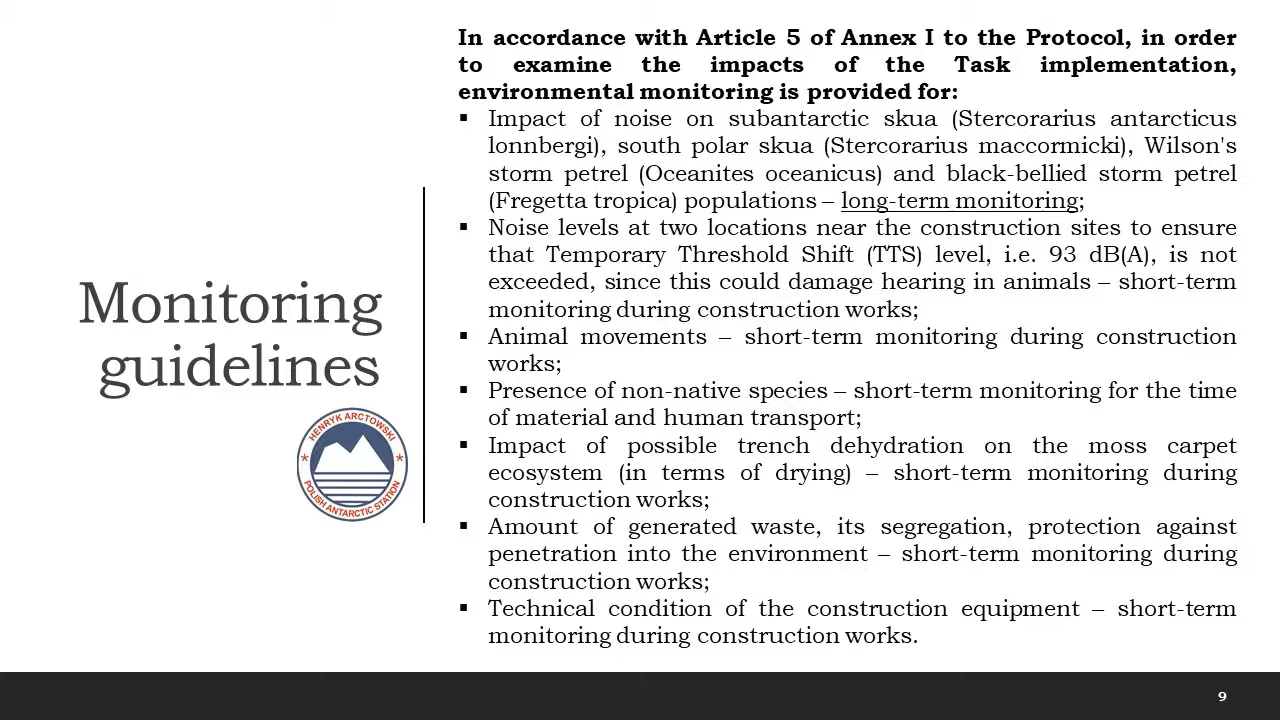 Monitoring
guidelines
HENRYK ARCTOWSKI
POLISH ANTARCTIC STATION
In accordance with Article 5 of Annex I to the Protocol, in order
to examine the impacts of the Task implementation,
environmental monitoring is provided for:
▪ Impact of noise on subantarctic skua (Stercorarius antarcticus
lonnbergi), south polar skua (Stercorarius maccormicki), Wilson's
storm petrel (Oceanites oceanicus) and black-bellied storm petrel
(Fregetta tropica) populations – long-term monitoring;
▪ Noise levels at two locations near the construction sites to ensure
that Temporary Threshold Shift (TTS) level, i.e. 93 dB(A), is not
exceeded, since this could damage hearing in animals – short-term
monitoring during construction works;
▪ Animal movements – short-term monitoring during construction
works;
▪ Presence of non-native species – short-term monitoring for the time
of material and human transport;
▪ Impact of possible trench dehydration on the moss carpet
ecosystem (in terms of drying) – short-term monitoring during
construction works;
▪ Amount of generated waste, its segregation, protection against
penetration into the environment – short-term monitoring during
construction works;
▪ Technical condition of the construction equipment – short-term
monitoring during construction works.
9